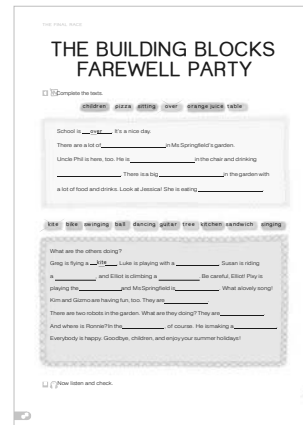 THE FINAL RACE
THE BUILDING BLOCKS
FAREWELL PARTY
Complete the texts.
children pizza sitting over orange juice table
School is over. It's a nice day.
There are a lot of in Ms Springfield's garden.
Uncle Phil is here, too. He is in the chair and drinking
. There is a big in the garden with
a lot of food and drinks. Look at Jessica! She is eating
kite bike swinging ball dancing guitar tree kitchen sandwich singing
What are the others doing?
Greg is flying a kite. Luke is playing with a . Susan is riding
a and Elliot is climbing a . Be careful, Elliot! Play is
playing the and Ms Springfield is . What a lovely song!
Kim and Gizmo are having fun, too. They are .
There are two robots in the garden. What are they doing? They are .
And where is Ronnie? In the , of course. He is making a .
Everybody is happy. Goodbye, children, and enjoy your summer holidays!
Now listen and check.